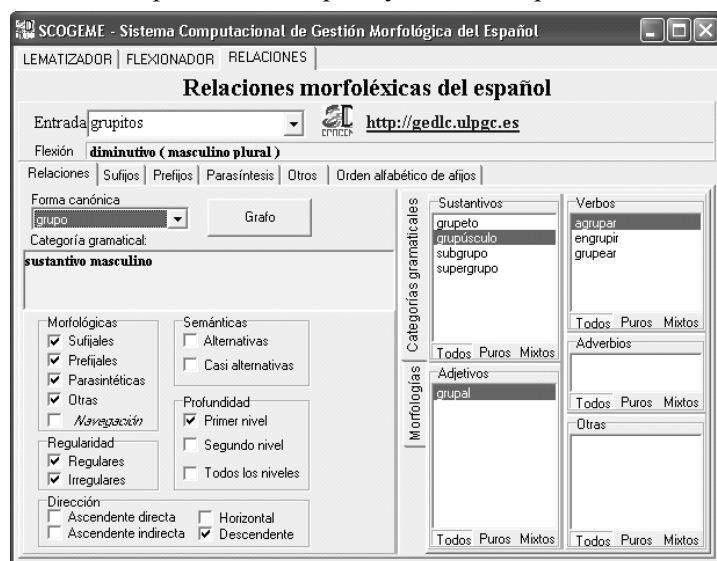 SCOGEME - Sistema Computacional de Gestión Morfológica del Español
LEMATIZADOR FLEXIONADOR RELACIONES
Relaciones morfoléxicas del español
Entrada grupitos http://gedlc.ulpgc.es
Flexión diminutivo ( masculino plural )
Relaciones Sufijos Prefijos Parasíntesis Otros Orden alfabético de afijos
Forma canónica
grupo
Grafo
Categoría gramatical:
sustantivo masculino
Morfológicas
Sufijales
Prefijales
Parasintéticas
Otras
Navegación
Regularidad
Regulares
Irregulares
Semánticas
Alternativas
Casi alternativas
Profundidad
Primer nivel
Segundo nivel
Todos los niveles
Dirección
Ascendente directa Horizontal
Ascendente indirecta Descendente
Categorías gramaticales
Morfologías
Sustantivos
grupeto
grupúsculo
subgrupo
supergrupo
Todos Puros Mixtos
Adjetivos
grupal
Todos Puros Mixtos
Verbos
agrupar
engrupir
grupear
Todos Puros Mixtos
Adverbios
Todos Puros Mixtos
Otras
Todos Puros Mixtos